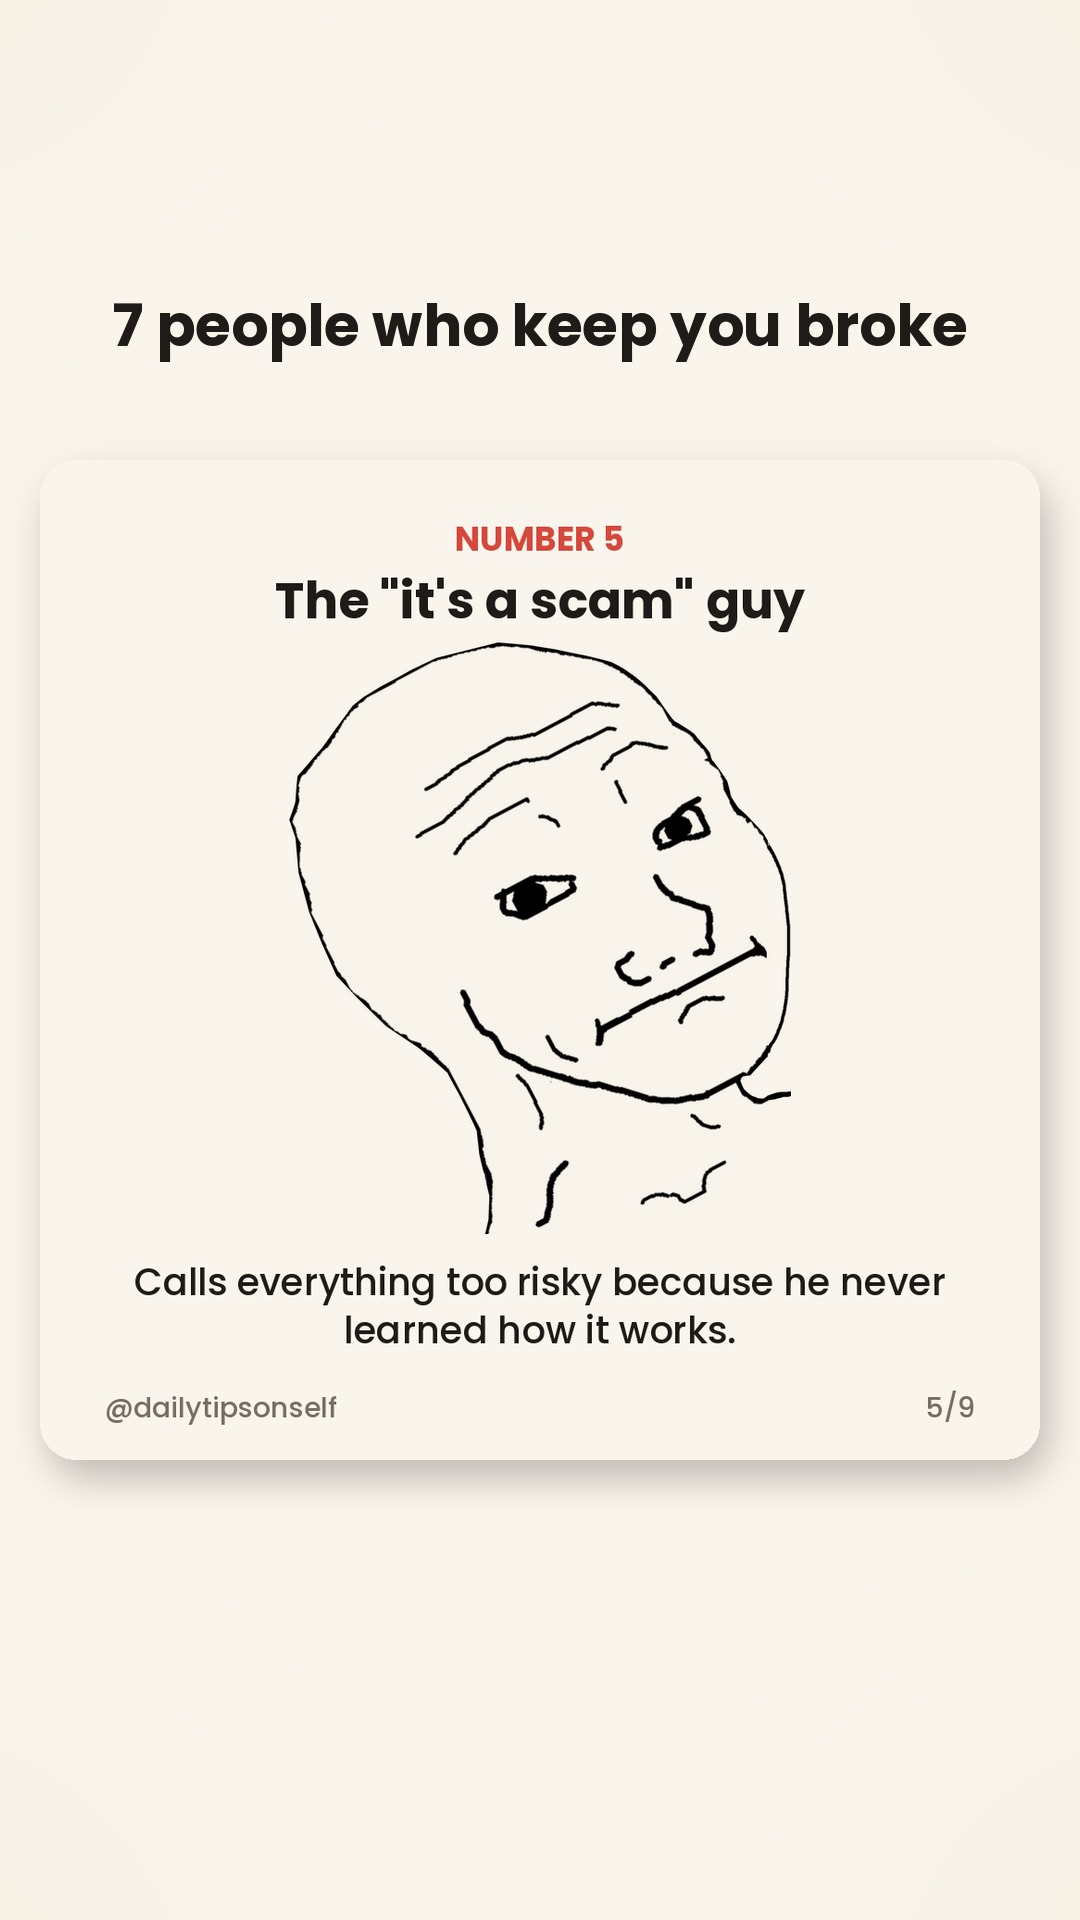 7 people who keep you broke
NUMBER 5
The "it's a scam" guy
Calls everything too risky because he never
learned how it works.
@dailytipsonself
5/9